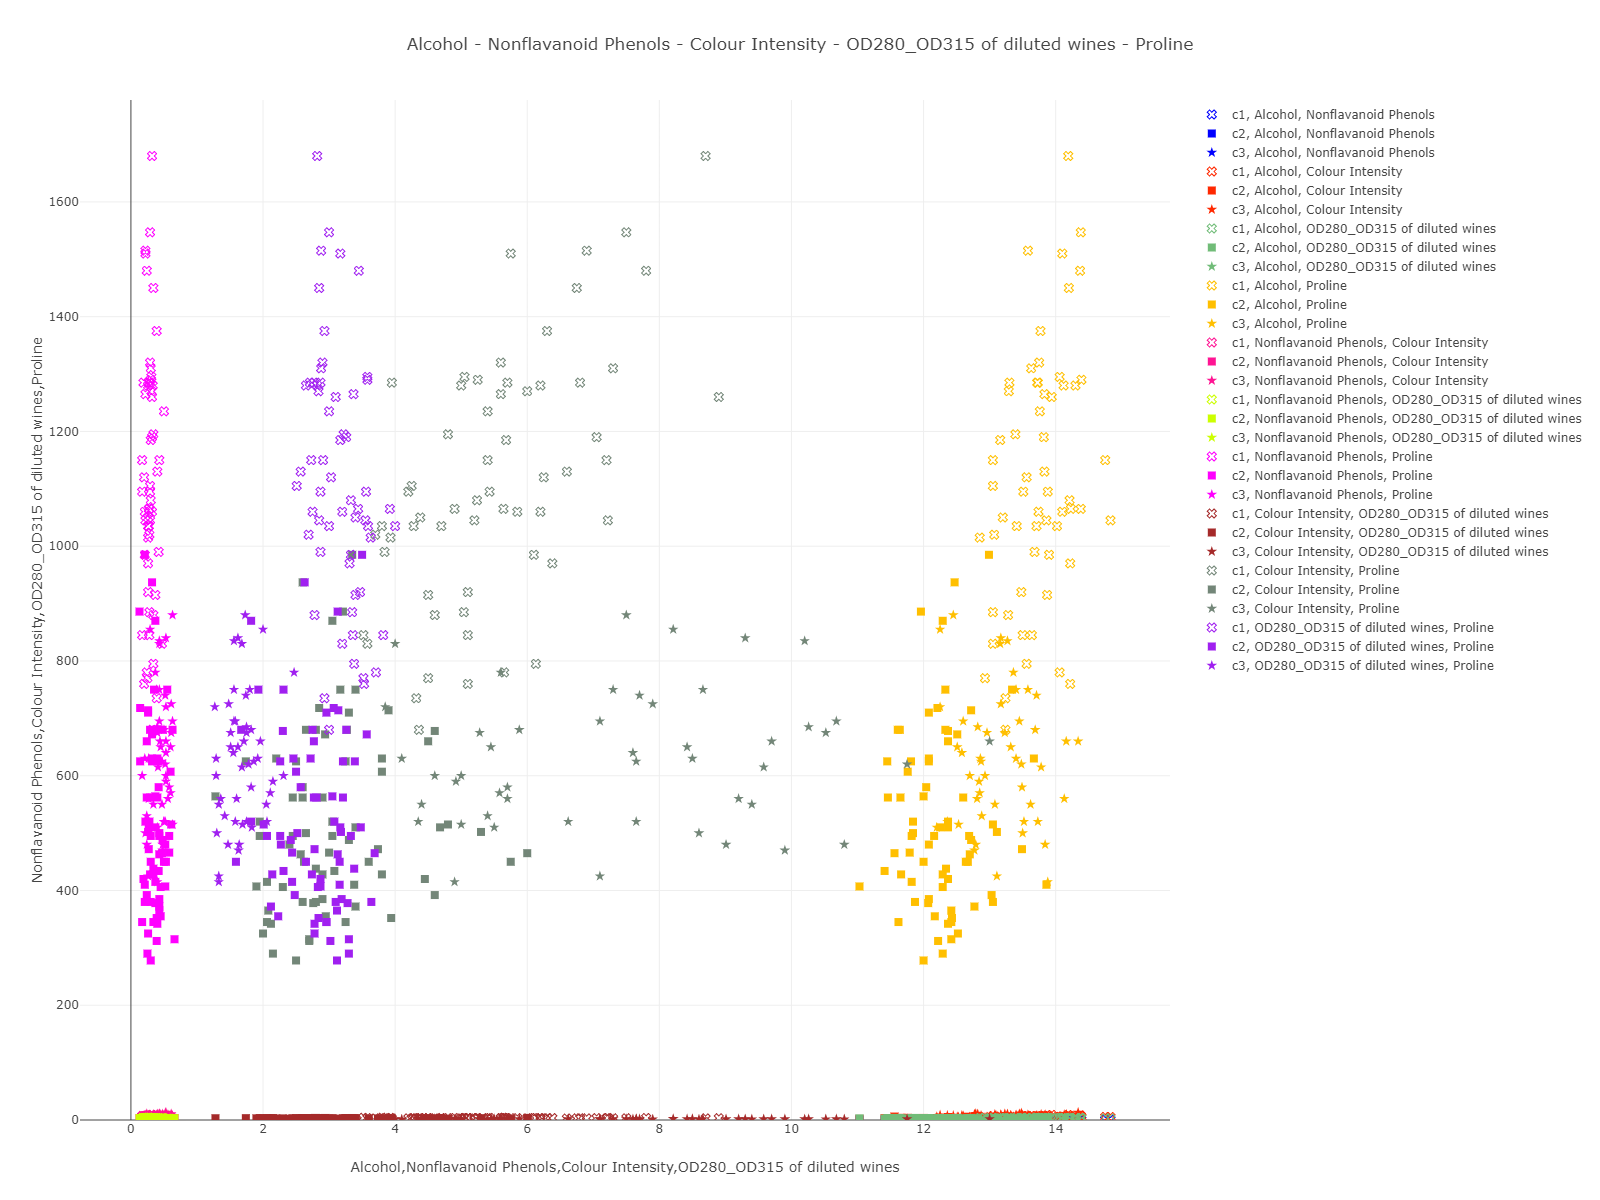 Alcohol - Nonflavanoid Phenols - Colour Intensity - OD280_OD315 of diluted wines - Proline
c1, Alcohol, Nonflavanoid Phenols
c2, Alcohol, Nonflavanoid Phenols
c3, Alcohol, Nonflavanoid Phenols
c1, Alcohol, Colour Intensity
c2, Alcohol, Colour Intensity
c3, Alcohol, Colour Intensity
c1, Alcohol, OD280_OD315 of diluted wines
c2, Alcohol, OD280_OD315 of diluted wines
c3, Alcohol, OD280_OD315 of diluted wines
c1, Alcohol, Proline
c2, Alcohol, Proline
c3, Alcohol, Proline
c1, Nonflavanoid Phenols, Colour Intensity
c2, Nonflavanoid Phenols, Colour Intensity
c3, Nonflavanoid Phenols, Colour Intensity
c1, Nonflavanoid Phenols, OD280_OD315 of diluted wines
c2, Nonflavanoid Phenols, OD280_OD315 of diluted wines
c3, Nonflavanoid Phenols, OD280_OD315 of diluted wines
c1, Nonflavanoid Phenols, Proline
c2, Nonflavanoid Phenols, Proline
c3, Nonflavanoid Phenols, Proline
c1, Colour Intensity, OD280_OD315 of diluted wines
c2, Colour Intensity, OD280_OD315 of diluted wines
c3, Colour Intensity, OD280_OD315 of diluted wines
c1, Colour Intensity, Proline
c2, Colour Intensity, Proline
c3, Colour Intensity, Proline
c1, OD280_OD315 of diluted wines, Proline
c2, OD280_OD315 of diluted wines, Proline
c3, OD280_OD315 of diluted wines, Proline
Nonflavanoid Phenols,Colour Intensity,OD280_OD315 of diluted wines,Proline
1600
1400
1200
1000
800
600
400
200
0
0 2 4 6 8 10 12 14
Alcohol,Nonflavanoid Phenols,Colour Intensity,OD280_OD315 of diluted wines